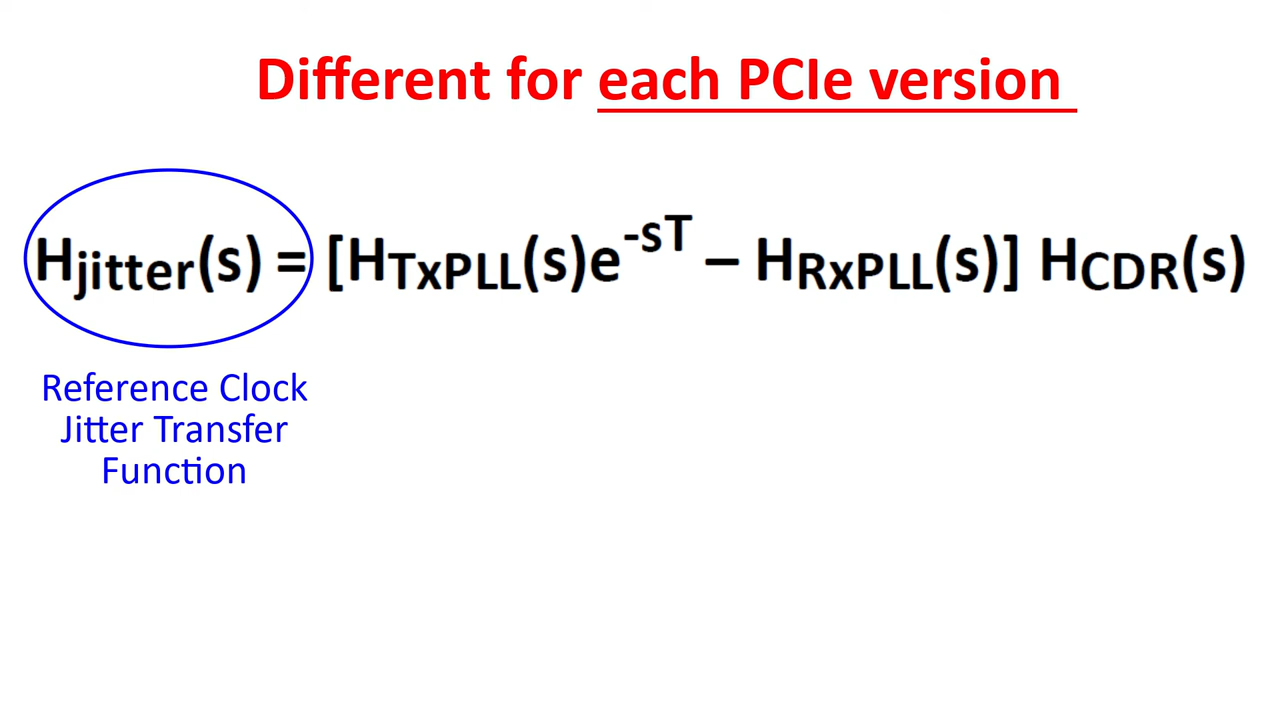 Different for each PCIe version
Hjitter(s) = [HTxPLL(s)e-sT – HRxPLL(s)] HCDR(s)
Reference Clock
Jitter Transfer
Function